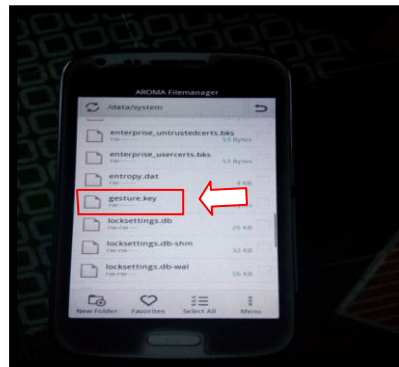 AROMA Filemanager
/data/system
enterprise_untrustedcerts.bks
53 Bytes
enterprise_usercerts.bks
53 Bytes
entropy.dat
4 KB
gesture.key
locksettings.db
20 KB
locksettings.db-shm
32 KB
locksettings.db-wal
56 KB
New Folder Favorites Select All Menu